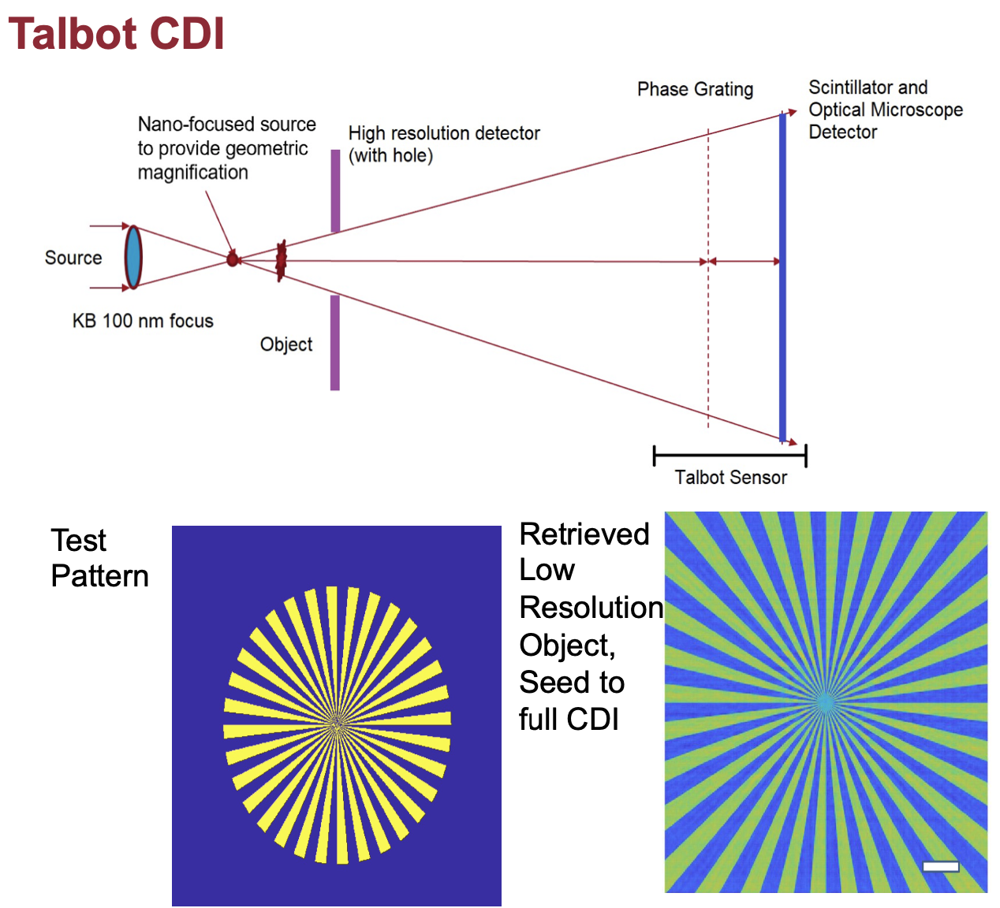 Talbot CDI
Phase Grating
Scintillator and
Optical Microscope
Detector
Nano-focused source
to provide geometric
magnification
High resolution detector
(with hole)
Source
KB 100 nm focus
Object
Talbot Sensor
Test
Pattern
Retrieved
Low
Resolution
Object,
Seed to
full CDI